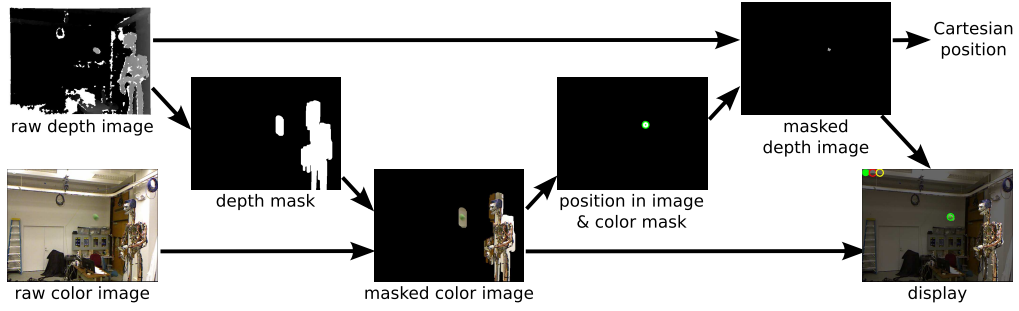 Cartesian
position
raw depth image
masked
depth image
depth mask
position in image
& color mask
raw color image
masked color image
display